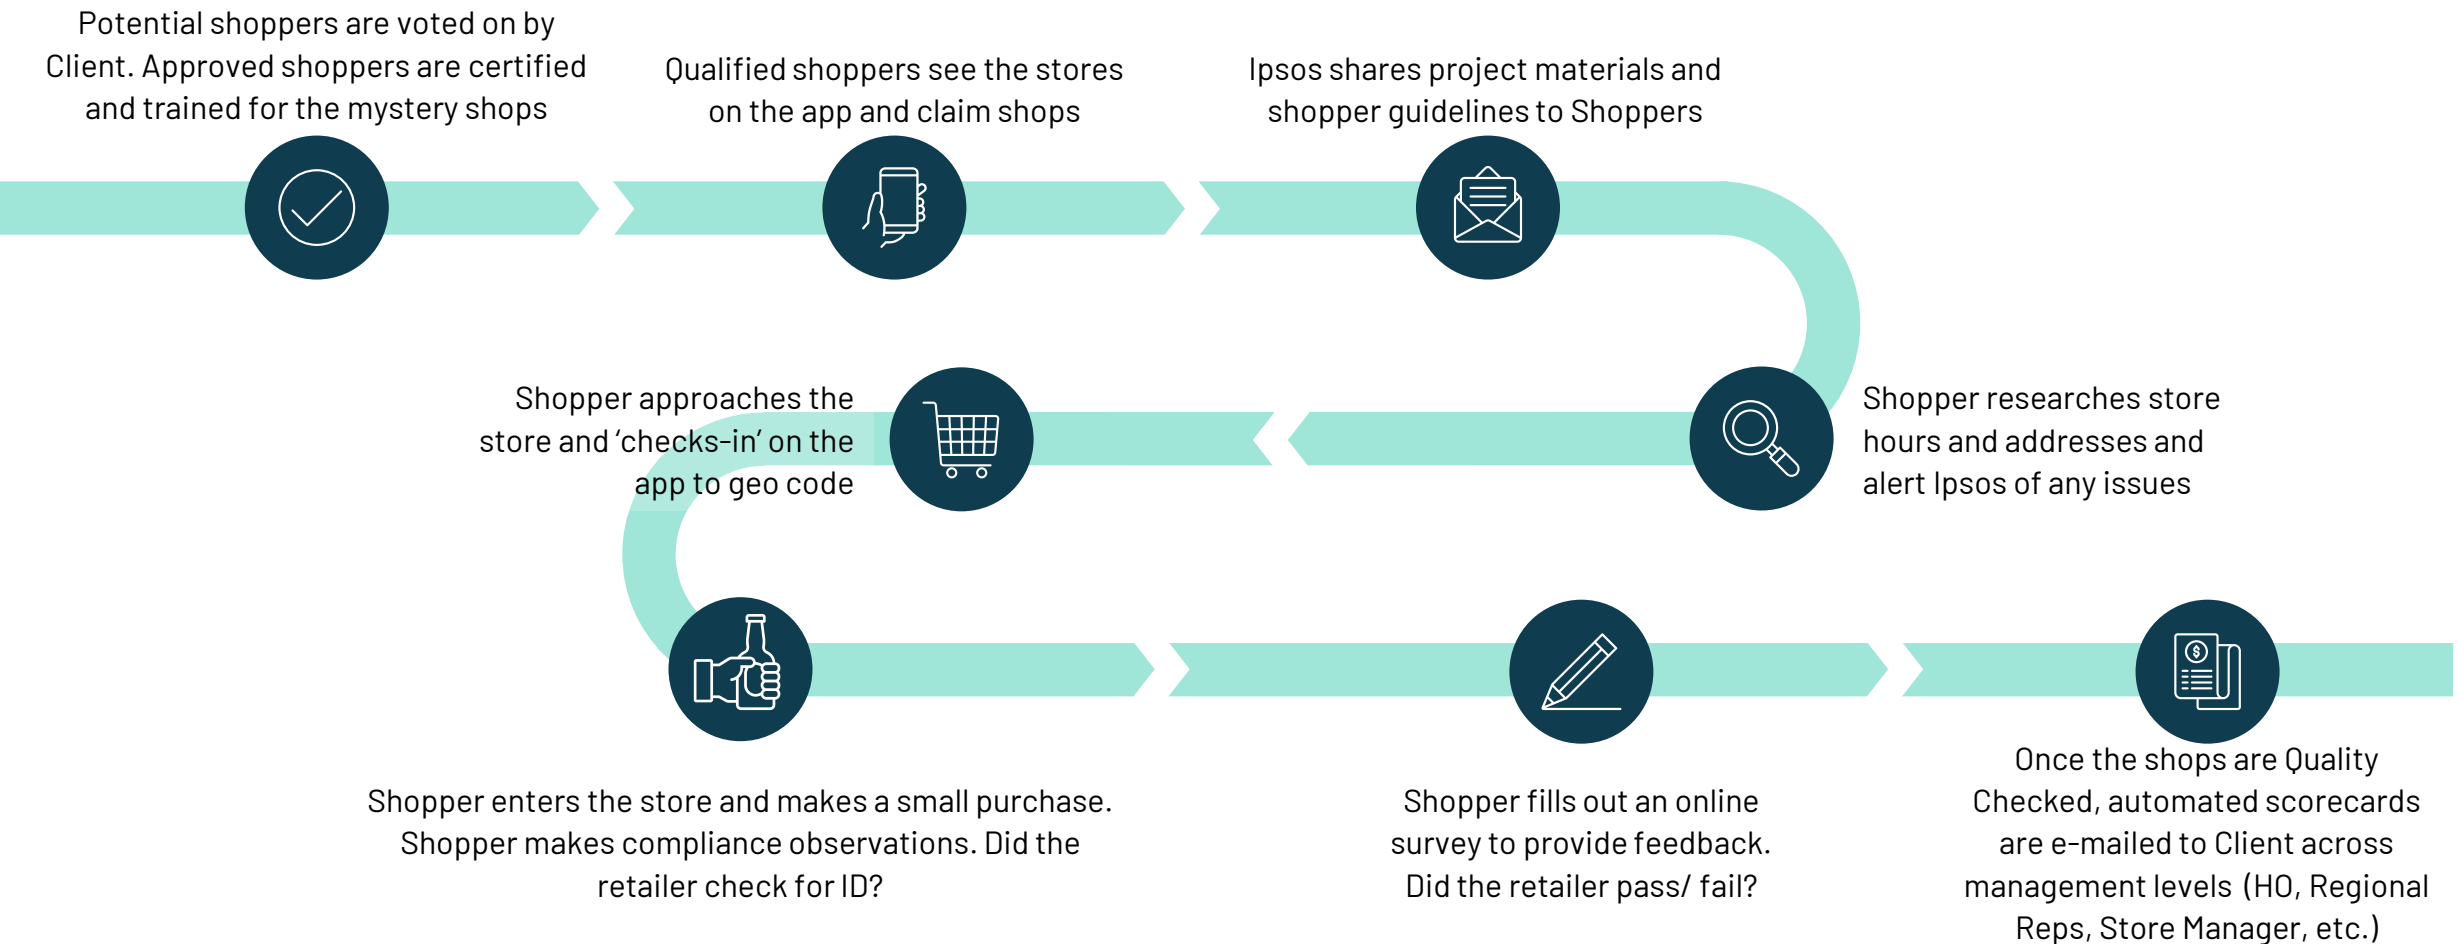 Potential shoppers are voted on by
Client. Approved shoppers are certified
and trained for the mystery shops
Qualified shoppers see the stores
on the app and claim shops
Ipsos shares project materials and
shopper guidelines to Shoppers
Shopper researches store
hours and addresses and
alert Ipsos of any issues
Shopper approaches the
store and ‘checks-in’ on the
app to geo code
Shopper enters the store and makes a small purchase.
Shopper makes compliance observations. Did the
retailer check for ID?
Shopper fills out an online
survey to provide feedback.
Did the retailer pass/ fail?
$
Once the shops are Quality
Checked, automated scorecards
are e-mailed to Client across
management levels (HO, Regional
Reps, Store Manager, etc.)